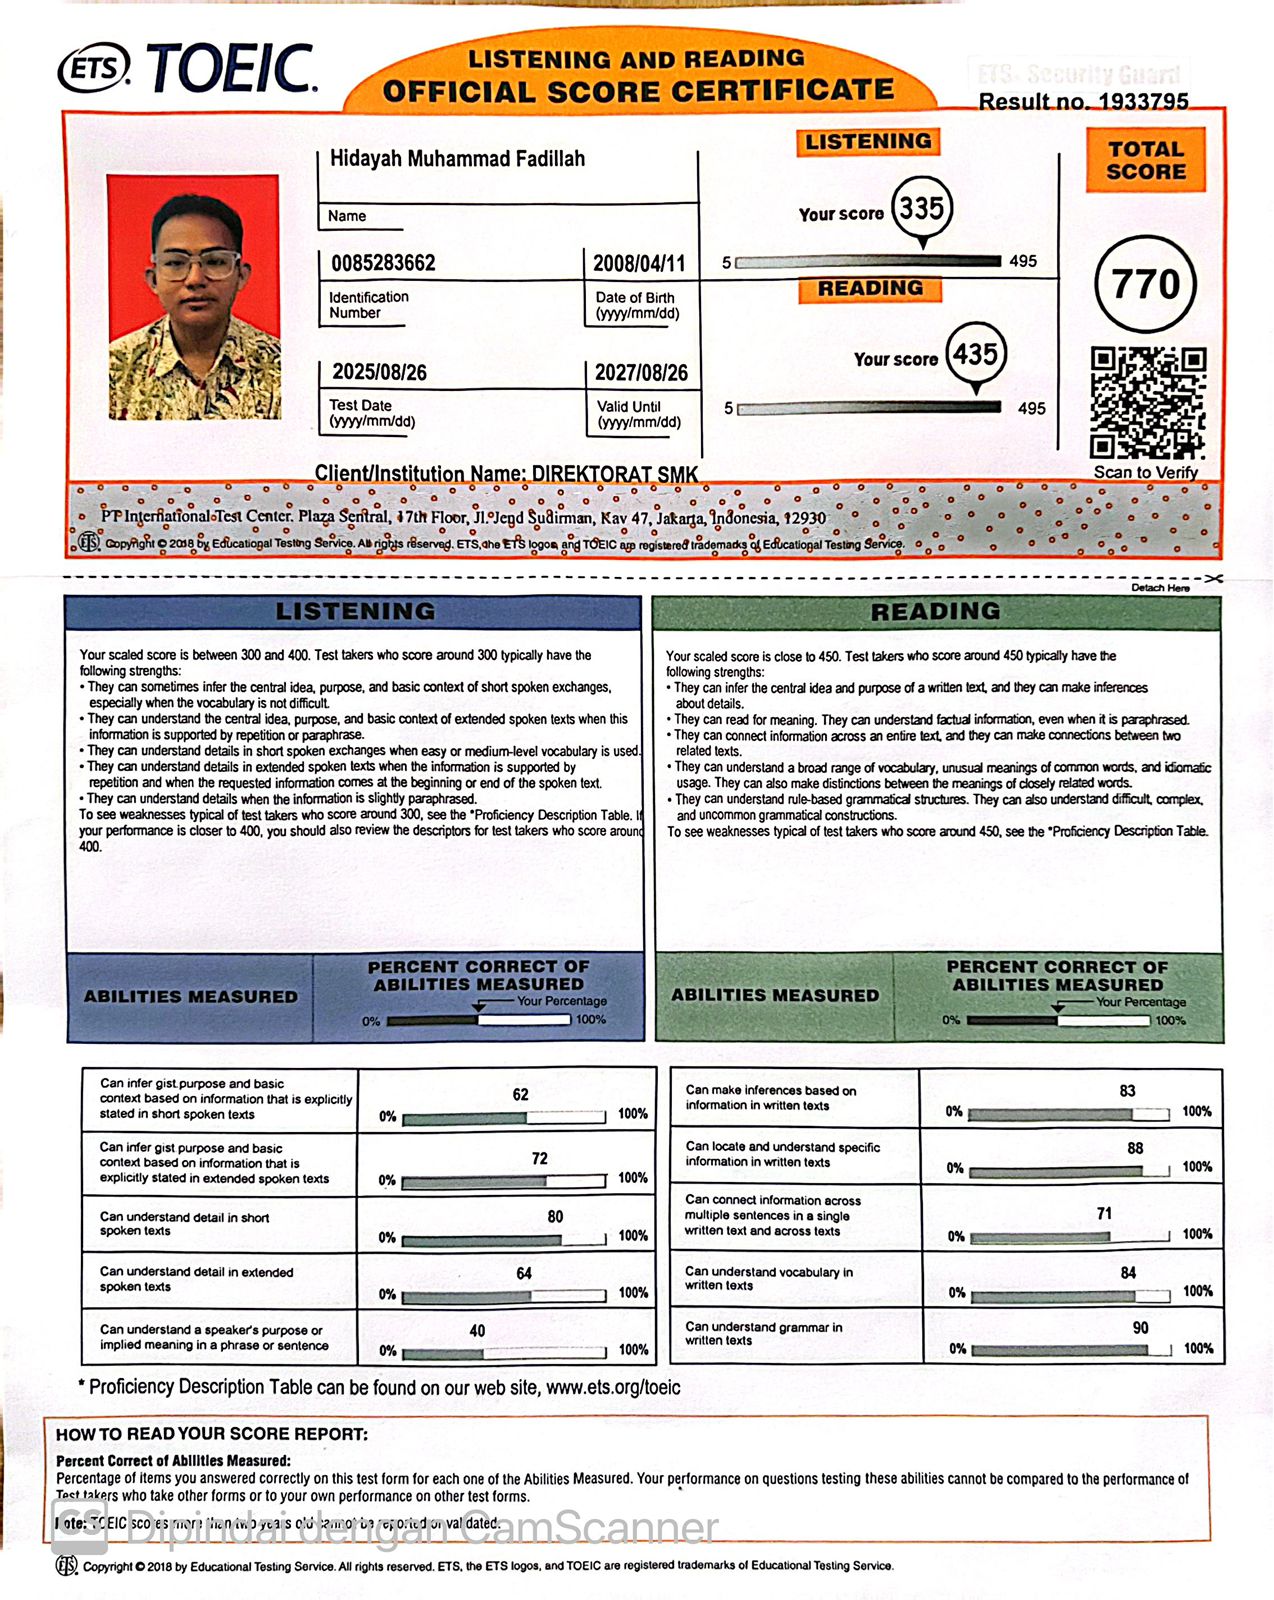 ETS TOEIC.
LISTENING AND READING
OFFICIAL SCORE CERTIFICATE
ETS Security Guard
Result no. 1933795
Hidayah Muhammad Fadillah
Name
0085283662
Identification
Number
2008/04/11
Date of Birth
(yyyy/mm/dd)
2025/08/26
Test Date
(yyyy/mm/dd)
2027/08/26
Valid Until
(yyyy/mm/dd)
LISTENING
Your score 335
5 495
READING
Your score 435
5 495
TOTAL
SCORE
770
Scan to Verify
Client/Institution Name: DIREKTORAT SMK
PT International Test Center. Plaza Sentral, 17th Floor, Jl. Jend Sudirman, Kav 47, Jakarta, Indonesia, 12930
ETS Copyright © 2018 by Educational Testing Service. All rights reserved. ETS, the ETS logos, and TOEIC are registered trademarks of Educational Testing Service.
Detach Here
LISTENING
Your scaled score is between 300 and 400. Test takers who score around 300 typically have the
following strengths:
• They can sometimes infer the central idea, purpose, and basic context of short spoken exchanges,
especially when the vocabulary is not difficult.
• They can understand the central idea, purpose, and basic context of extended spoken texts when this
information is supported by repetition or paraphrase.
• They can understand details in short spoken exchanges when easy or medium-level vocabulary is used.
• They can understand details in extended spoken texts when the information is supported by
repetition and when the requested information comes at the beginning or end of the spoken text.
• They can understand details when the information is slightly paraphrased.
To see weaknesses typical of test takers who score around 300, see the *Proficiency Description Table. If
your performance is closer to 400, you should also review the descriptors for test takers who score around
400.
ABILITIES MEASURED
PERCENT CORRECT OF
ABILITIES MEASURED
Your Percentage
0% 100%
READING
Your scaled score is close to 450. Test takers who score around 450 typically have the
following strengths:
• They can infer the central idea and purpose of a written text, and they can make inferences
about details.
• They can read for meaning. They can understand factual information, even when it is paraphrased.
• They can connect information across an entire text, and they can make connections between two
related texts.
• They can understand a broad range of vocabulary, unusual meanings of common words, and idiomatic
usage. They can also make distinctions between the meanings of closely related words.
• They can understand rule-based grammatical structures. They can also understand difficult, complex,
and uncommon grammatical constructions.
To see weaknesses typical of test takers who score around 450, see the *Proficiency Description Table.
ABILITIES MEASURED
PERCENT CORRECT OF
ABILITIES MEASURED
Your Percentage
0% 100%
Can infer gist purpose and basic
context based on information that is explicitly
stated in short spoken texts
62
0% 100%
Can infer gist purpose and basic
context based on information that is
explicitly stated in extended spoken texts
72
0% 100%
Can understand detail in short
spoken texts
80
0% 100%
Can understand detail in extended
spoken texts
64
0% 100%
Can understand a speaker's purpose or
implied meaning in a phrase or sentence
40
0% 100%
Can make inferences based on
information in written texts
83
0% 100%
Can locate and understand specific
information in written texts
88
0% 100%
Can connect information across
multiple sentences in a single
written text and across texts
71
0% 100%
Can understand vocabulary in
written texts
84
0% 100%
Can understand grammar in
written texts
90
0% 100%
* Proficiency Description Table can be found on our web site, www.ets.org/toeic
HOW TO READ YOUR SCORE REPORT:
Percent Correct of Abilities Measured:
Percentage of items you answered correctly on this test form for each one of the Abilities Measured. Your performance on questions testing these abilities cannot be compared to the performance of
Test takers who take other forms or to your own performance on other test forms.
Note: TOEIC scores more than two years old cannot be reported or validated.
CS Dipindai dengan CamScanner
ETS Copyright © 2018 by Educational Testing Service. All rights reserved. ETS, the ETS logos, and TOEIC are registered trademarks of Educational Testing Service.